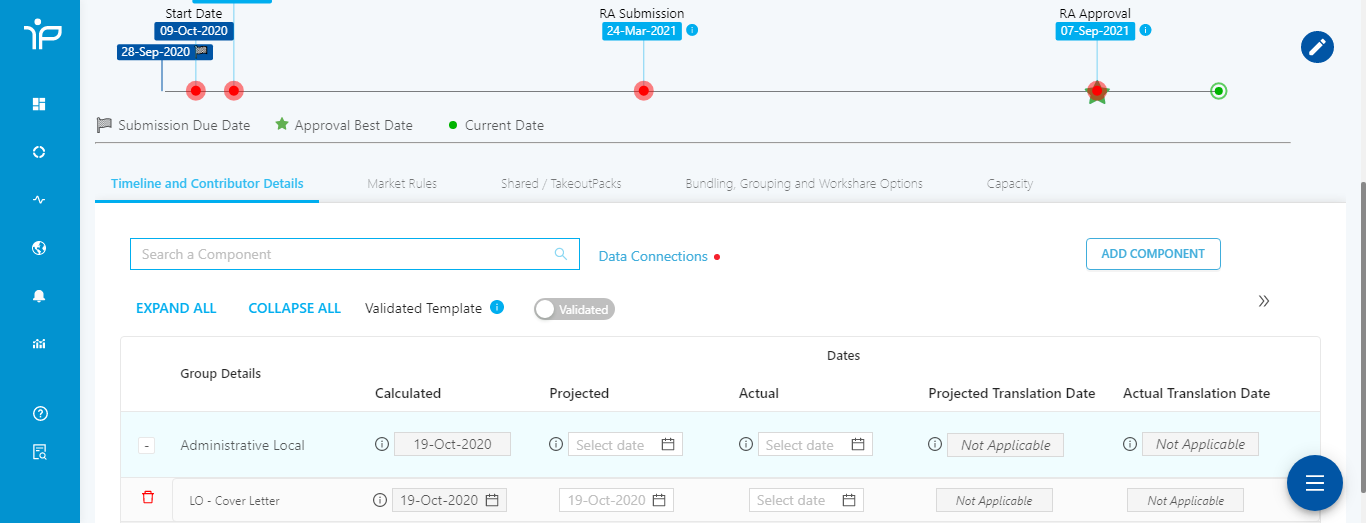 Start Date
RA Submission
RA Approval
09-Oct-2020
24-Mar-2021
07-Sep-2021
28-Sep-2020
Submission Due Date
Approval Best Date
Current Date
Timeline and Contributor Details
Market Rules
Shared / TakeoutPacks
Bundling, Grouping and Workshare Options
Capacity
Search a Component
Data Connections
ADD COMPONENT
EXPAND ALL
COLLAPSE ALL
Validated Template
Validated
Dates
Group Details
Calculated
Projected
Actual
Projected Translation Date
Actual Translation Date
-
Administrative Local
19-Oct-2020
Select date
Select date
Not Applicable
Not Applicable
LO - Cover Letter
19-Oct-2020
19-Oct-2020
Select date
Not Applicable
Not Applicable